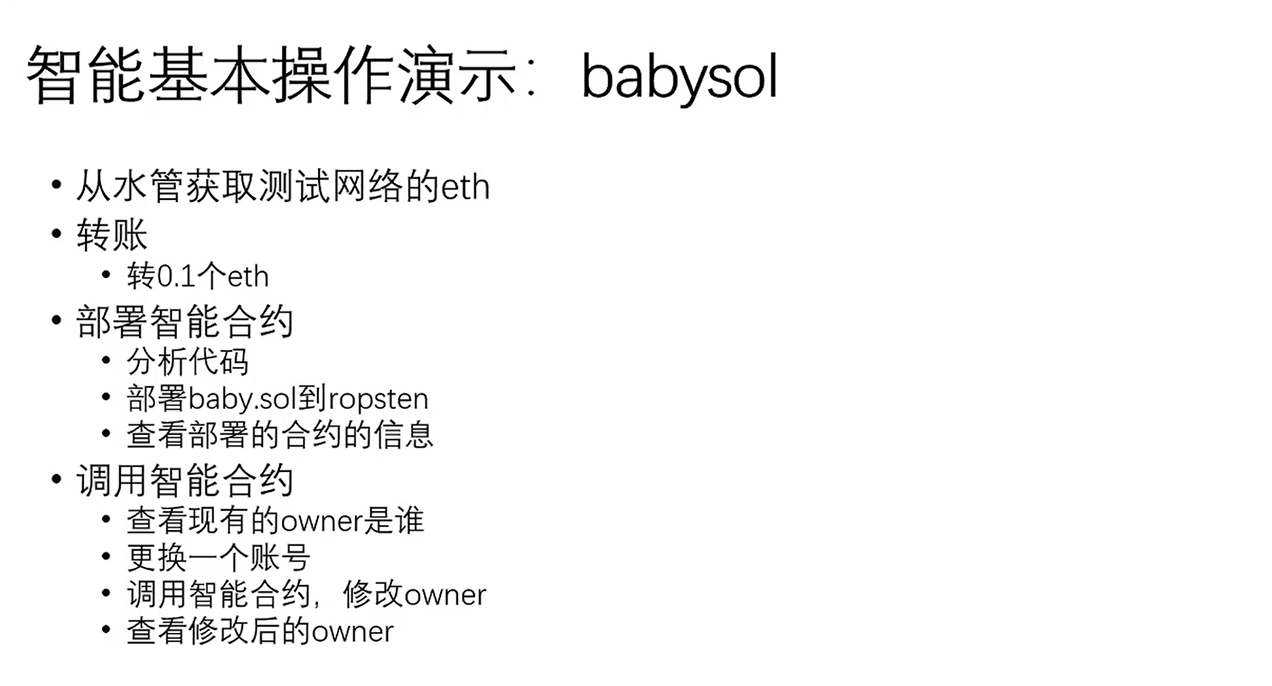 智能基本操作演示：babysol
• 从水管获取测试网络的eth
• 转账
• 转0.1个eth
• 部署智能合约
• 分析代码
• 部署baby.sol到ropsten
• 查看部署的合约的信息
• 调用智能合约
• 查看现有的owner是谁
• 更换一个账号
• 调用智能合约，修改owner
• 查看修改后的owner